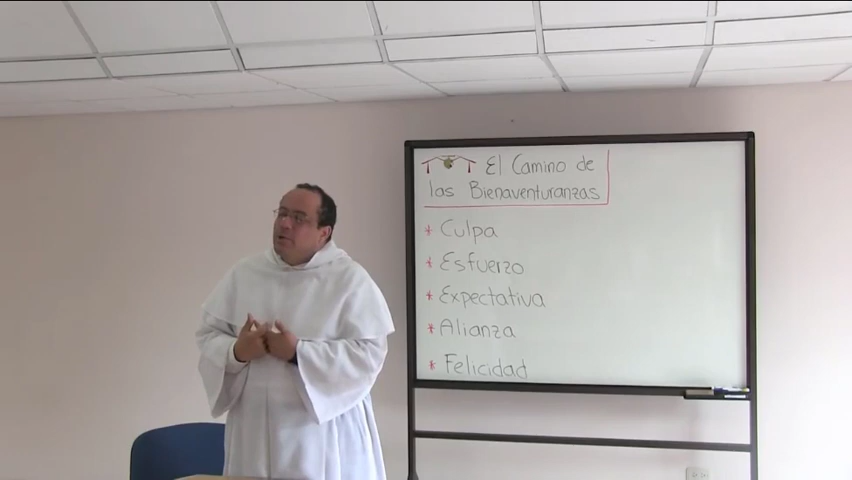 El Camino de
las Bienaventuranzas
* Culpa
* Esfuerzo
* Expectativa
* Alianza
* Felicidad